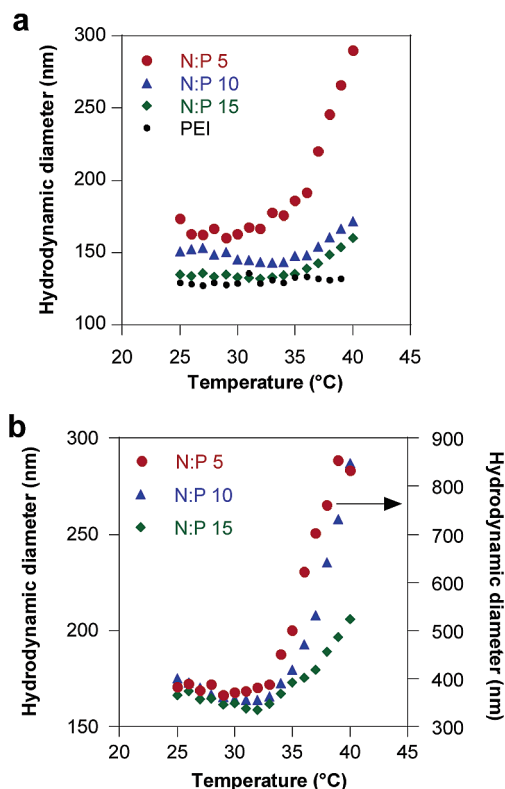 a
Hydrodynamic diameter (nm)
300
250
200
150
100
N:P 5
N:P 10
N:P 15
PEI
20 25 30 35 40 45
Temperature (°C)
b
Hydrodynamic diameter (nm)
300
250
200
150
N:P 5
N:P 10
N:P 15
900
800
700
600
500
400
300
Hydrodynamic diameter (nm)
20 25 30 35 40 45
Temperature (°C)